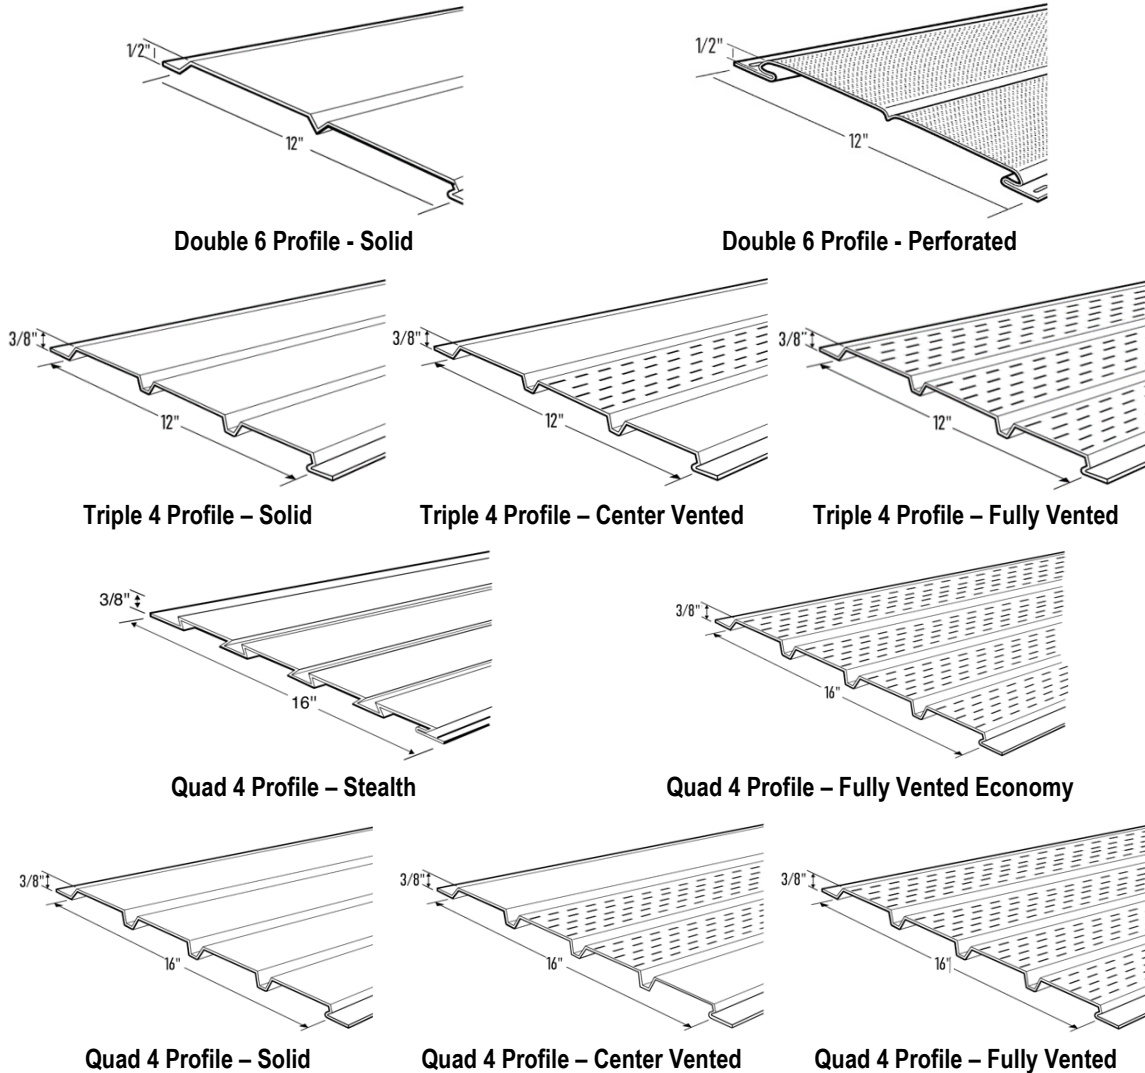 1/2"
12"
Double 6 Profile - Solid
1/2"
12"
Double 6 Profile - Perforated
3/8"
12"
Triple 4 Profile – Solid
3/8"
12"
Triple 4 Profile – Center Vented
3/8"
12"
Triple 4 Profile – Fully Vented
3/8"
16"
Quad 4 Profile – Stealth
3/8"
16"
Quad 4 Profile – Fully Vented Economy
3/8"
16"
Quad 4 Profile – Solid
3/8"
16"
Quad 4 Profile – Center Vented
3/8"
16"
Quad 4 Profile – Fully Vented